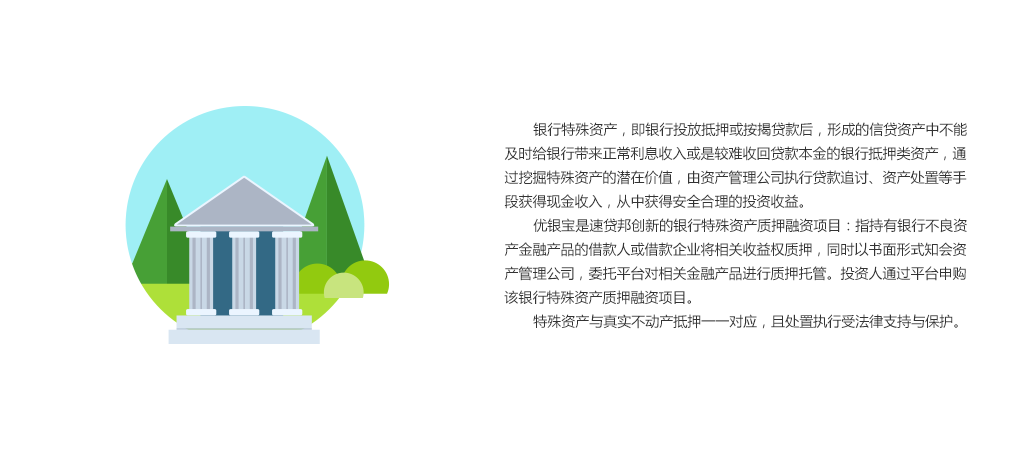 银行特殊资产，即银行投放抵押或按揭贷款后，形成的信贷资产中不能
及时给银行带来正常利息收入或是较难收回贷款本金的银行抵押类资产，通
过挖掘特殊资产的潜在价值，由资产管理公司执行贷款追讨、资产处置等手
段获得现金收入，从中获得安全合理的投资收益。
优银宝是速贷邦创新的银行特殊资产质押融资项目：指持有银行不良资
产金融产品的借款人或借款企业将相关收益权质押，同时以书面形式知会资
产管理公司，委托平台对相关金融产品进行质押托管。投资人通过平台申购
该银行特殊资产质押融资项目。
特殊资产与真实不动产抵押一一对应，且处置执行受法律支持与保护。